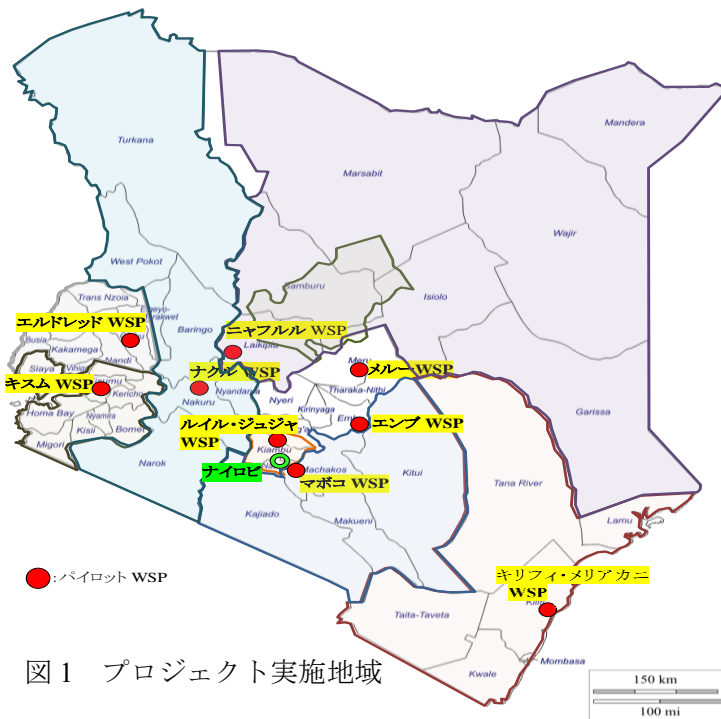 Mandera
Turkana
Marsabit
Wajir
West Pokot
Samburu
Trans Nzoia
Isiolo
Baringo
エルドレッド WSP
ニャフルル WSP
Busia
Kakamega
Laikipia
Nandi
Siaya
Vihiga
ナクル WSP
メルー WSP
キスム WSP
Kericho
Nyandarua
Nyeri
Tharaka-Nithi
Nakuru
Kirinyaga
Homa Bay
Nyamira
Garissa
ルイル・ジュジャ
WSP
エンブ WSP
Kisii
Bomet
Migori
Kiambu
Narok
ナイロビ
Machakos
Kitui
Tana River
マボコ WSP
Kajiado
Makueni
Lamu
キリフィ・メリアカニ
WSP
:パイロット WSP
Taita-Taveta
Mombasa
Kwale
図 1 プロジェクト実施地域
150 km
100 mi